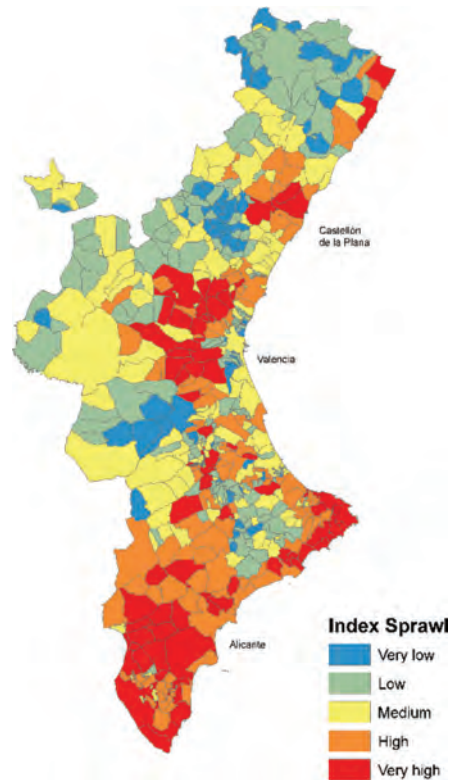 Castellón
de la Plana
Valencia
Alicante
Index Sprawl
Very low
Low
Medium
High
Very high